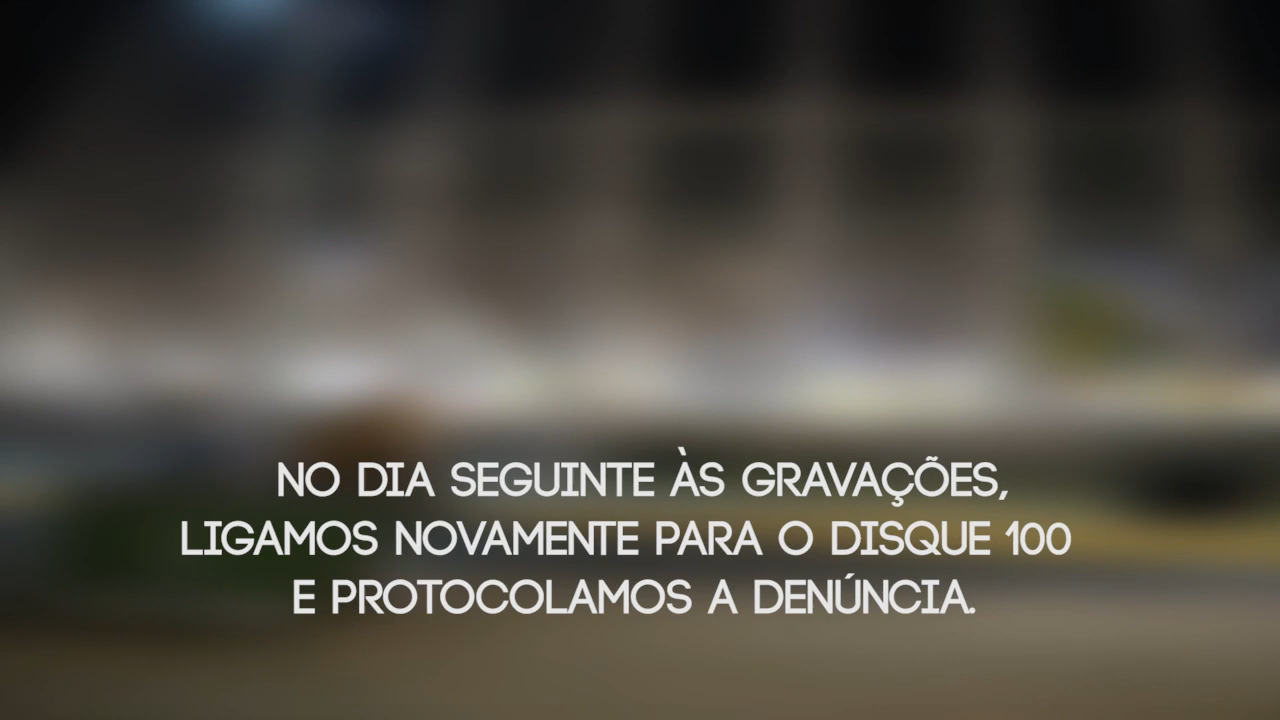 NO DIA SEGUINTE ÀS GRAVAÇÕES,
LIGAMOS NOVAMENTE PARA O DISQUE 100
E PROTOCOLAMOS A DENÚNCIA.